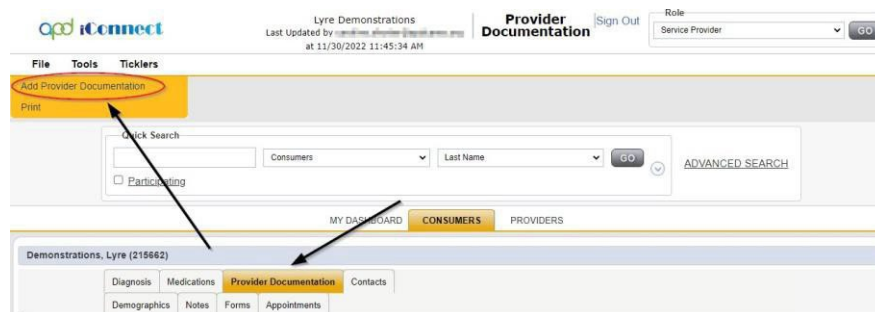 apd iConnect
Lyre Demonstrations
Last Updated by
at 11/30/2022 11:45:34 AM
Provider
Documentation
Sign Out
Role
Service Provider
GO
File Tools Ticklers
Add Provider Documentation
Print
Quick Search
Consumers Last Name GO
Participating
ADVANCED SEARCH
MY DASHBOARD CONSUMERS PROVIDERS
Demonstrations, Lyre (215662)
Diagnosis Medications Provider Documentation Contacts
Demographics Notes Forms Appointments